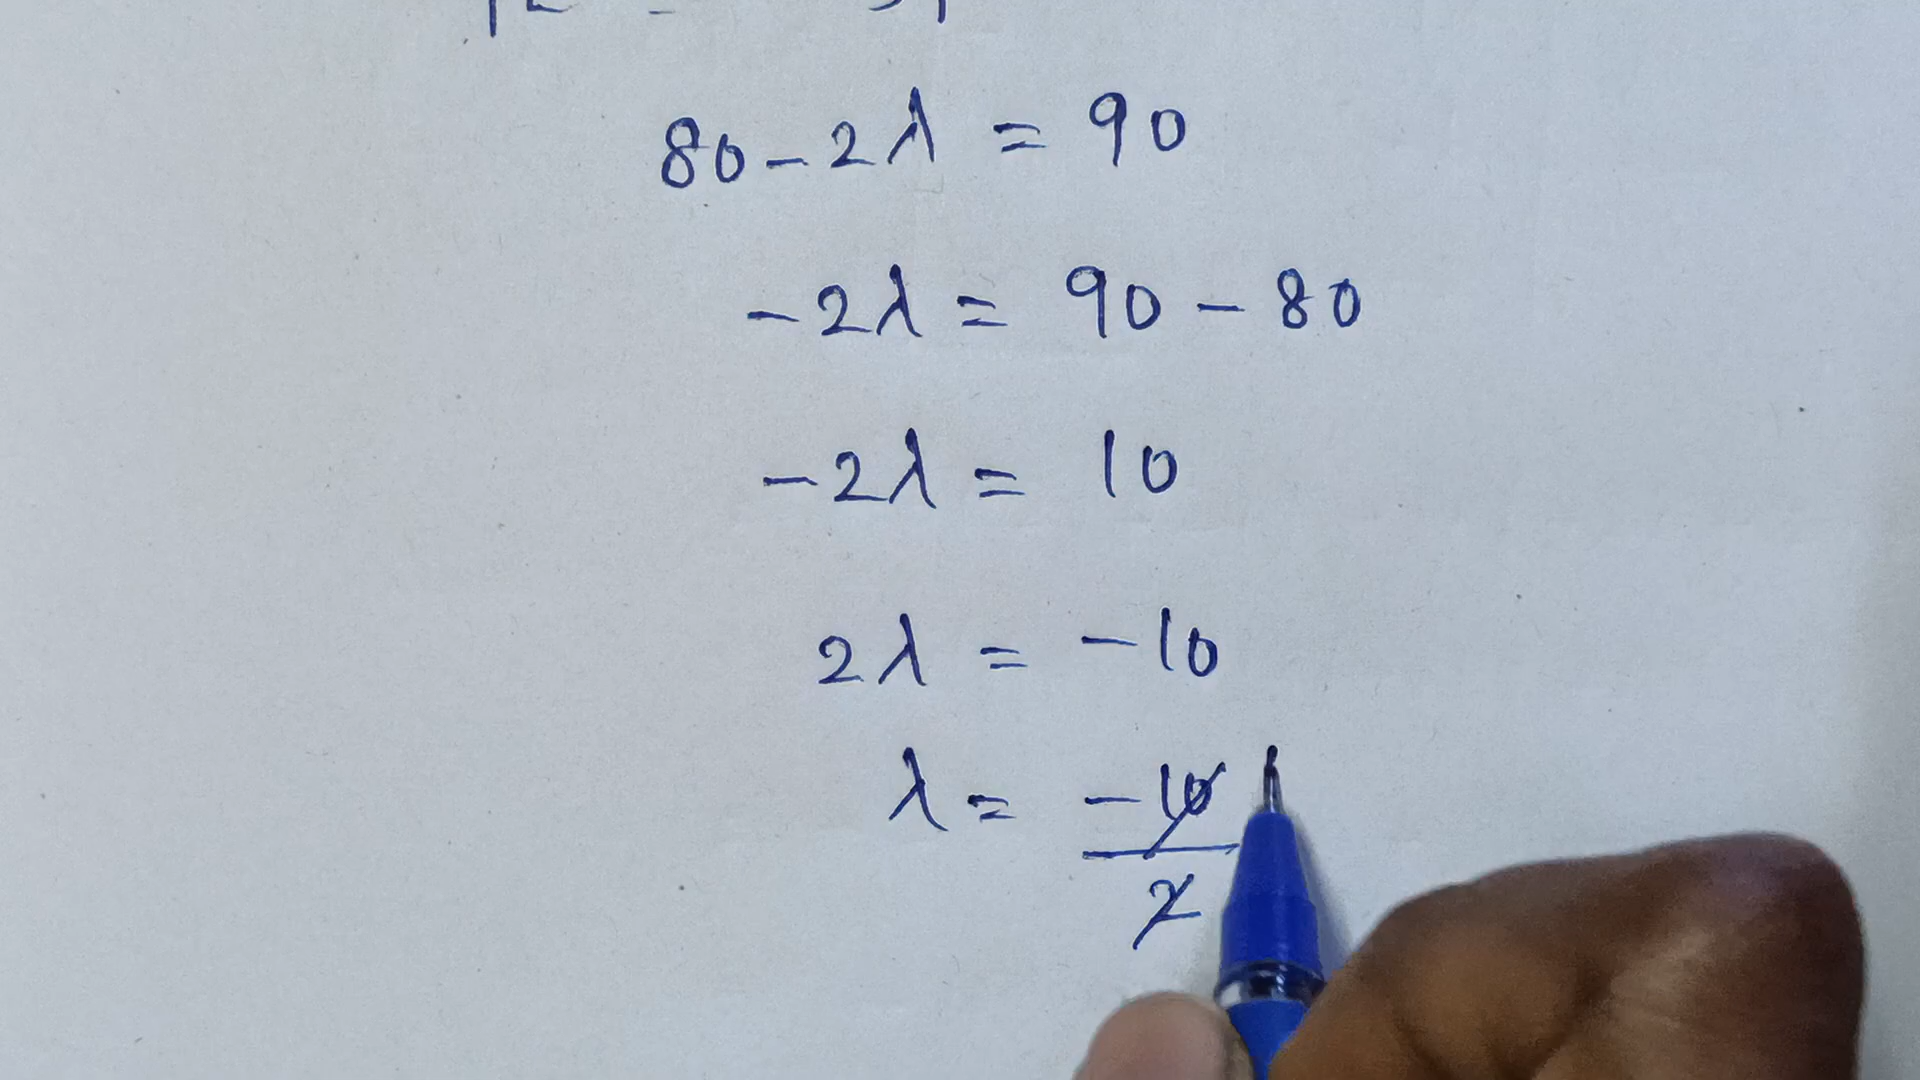 80 - 2λ = 90
- 2λ = 90 - 80
- 2λ = 10
2λ = - 10
λ = - 10
2